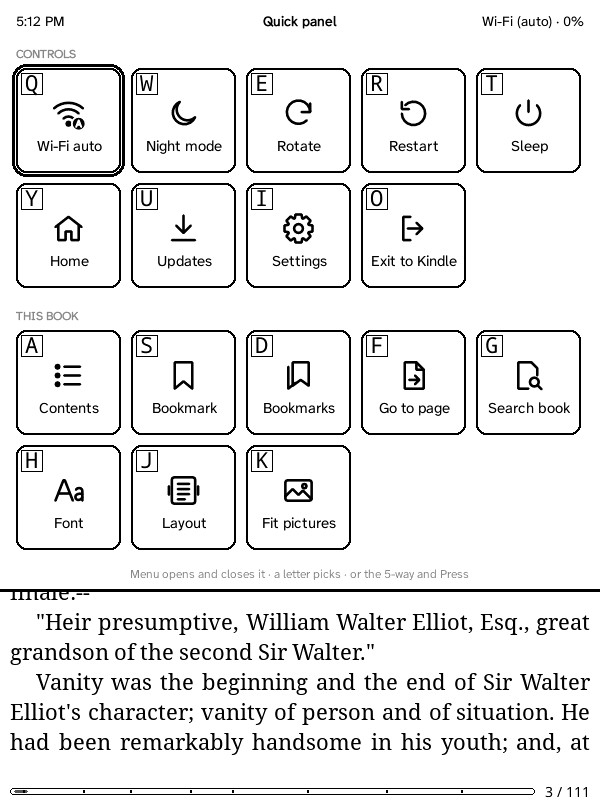 5:12 PM Quick panel Wi-Fi (auto) · 0%
CONTROLS
Q W E R T
Wi-Fi auto Night mode Rotate Restart Sleep
Y U I O
Home Updates Settings Exit to Kindle
THIS BOOK
A S D F G
Contents Bookmark Bookmarks Go to page Search book
H J K
Font Layout Fit pictures
Menu opens and closes it · a letter picks · or the 5-way and Press
finale:--
"Heir presumptive, William Walter Elliot, Esq., great
grandson of the second Sir Walter."
Vanity was the beginning and the end of Sir Walter
Elliot's character; vanity of person and of situation. He
had been remarkably handsome in his youth; and, at
3 / 111